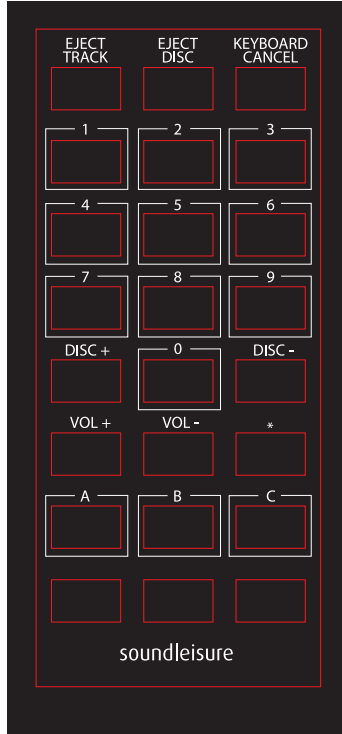 EJECT TRACK
EJECT DISC
KEYBOARD CANCEL
1 2 3
4 5 6
7 8 9
DISC + 0 DISC -
VOL + VOL - *
A B C
soundleisure